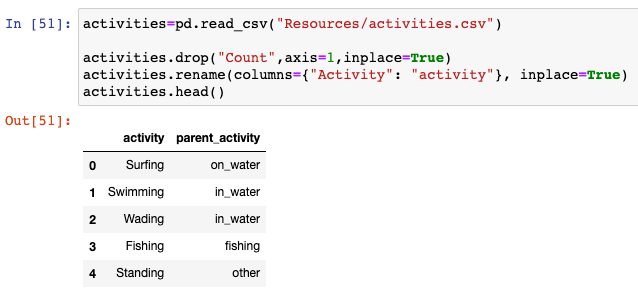 In [51]: activities=pd.read_csv("Resources/activities.csv")
activities.drop("Count",axis=1,inplace=True)
activities.rename(columns={"Activity": "activity"}, inplace=True)
activities.head()
Out[51]:
activity parent_activity
0 Surfing on_water
1 Swimming in_water
2 Wading in_water
3 Fishing fishing
4 Standing other